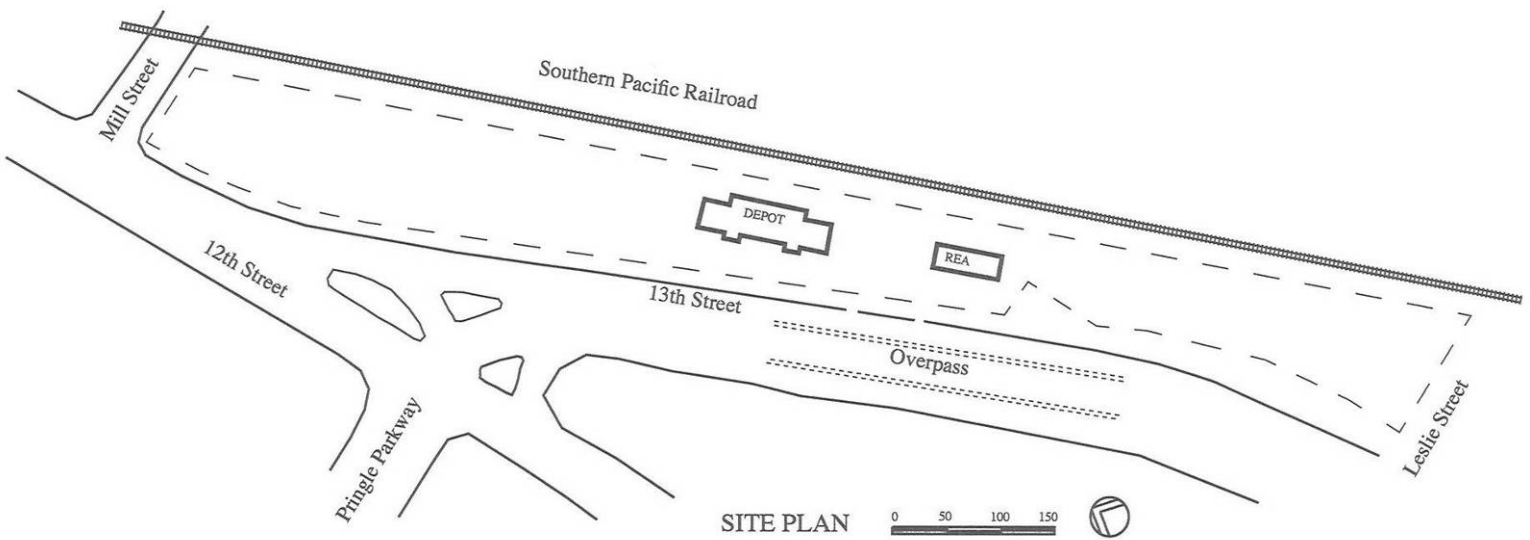 Southern Pacific Railroad
Mill Street
DEPOT
REA
12th Street
13th Street
Overpass
Pringle Parkway
Leslie Street
SITE PLAN
0 50 100 150